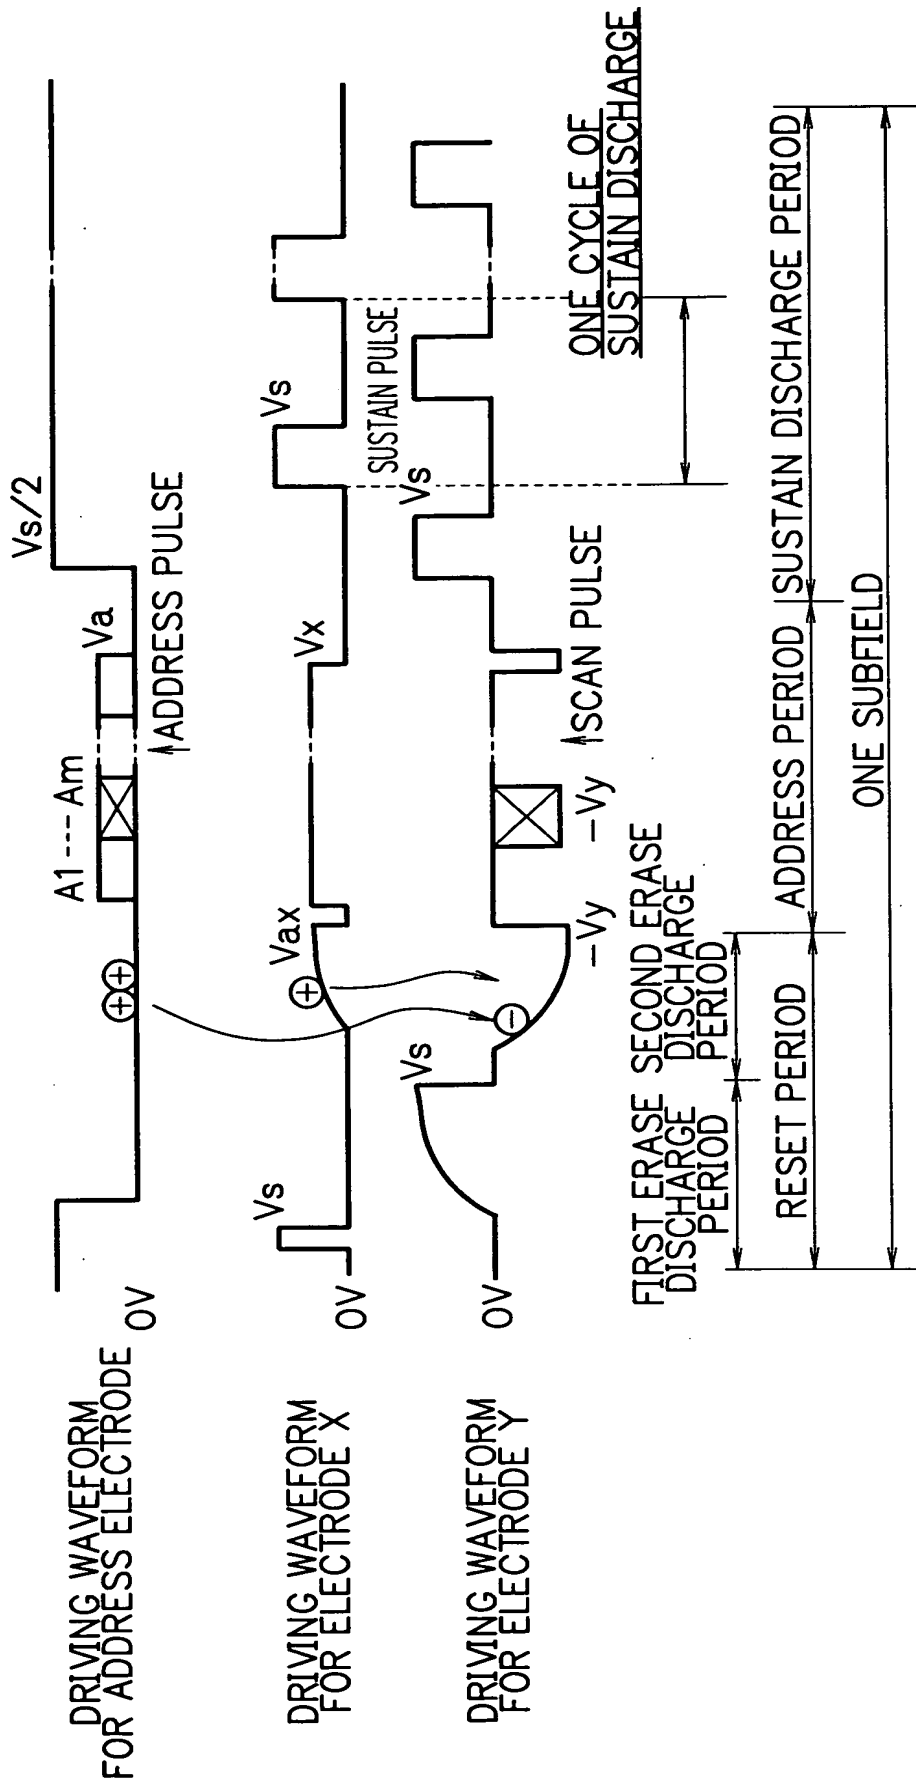 DRIVING WAVEFORM
FOR ADDRESS ELECTRODE
0V
A1 ---- Am
Va
Vs/2
ADDRESS PULSE
DRIVING WAVEFORM
FOR ELECTRODE X
0V
Vs
Vax
Vx
Vs
SUSTAIN PULSE
DRIVING WAVEFORM
FOR ELECTRODE Y
0V
Vs
−Vy
−Vy
SCAN PULSE
Vs
ONE CYCLE OF
SUSTAIN DISCHARGE
FIRST ERASE
DISCHARGE
PERIOD
SECOND ERASE
DISCHARGE
PERIOD
RESET PERIOD
ADDRESS PERIOD
SUSTAIN DISCHARGE PERIOD
ONE SUBFIELD